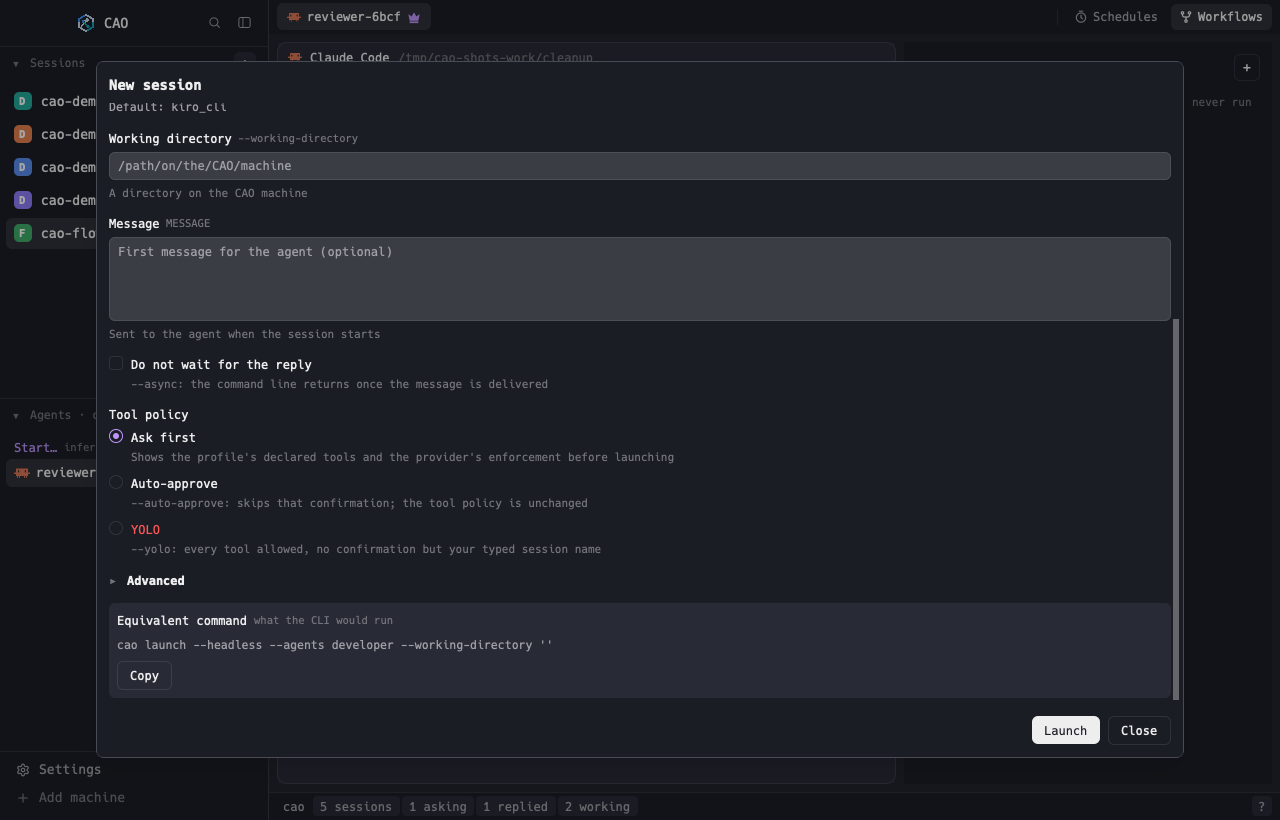 CAO
reviewer-6bcf
Schedules
Workflows
Sessions
Claude Code /tmp/cao-shots-work/cleanup
+
never run
D cao-dem
D cao-dem
D cao-dem
D cao-dem
F cao-flo
Agents ·
Start… infer
reviewer
Settings
+ Add machine
New session
Default: kiro_cli
Working directory --working-directory
/path/on/the/CAO/machine
A directory on the CAO machine
Message MESSAGE
First message for the agent (optional)
Sent to the agent when the session starts
Do not wait for the reply
--async: the command line returns once the message is delivered
Tool policy
Ask first
Shows the profile's declared tools and the provider's enforcement before launching
Auto-approve
--auto-approve: skips that confirmation; the tool policy is unchanged
YOLO
--yolo: every tool allowed, no confirmation but your typed session name
Advanced
Equivalent command what the CLI would run
cao launch --headless --agents developer --working-directory ''
Copy
Launch
Close
cao 5 sessions 1 asking 1 replied 2 working
?